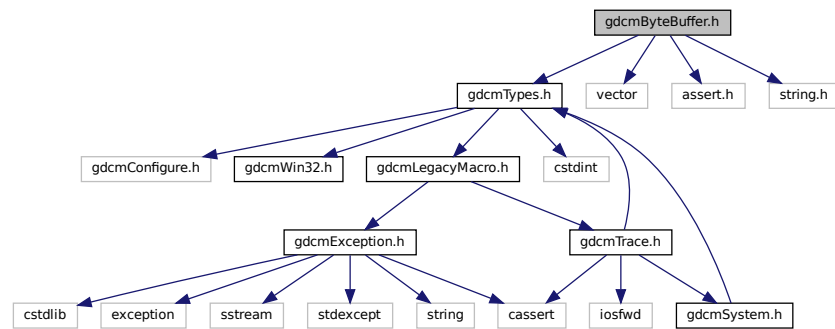 gdcmByteBuffer.h
gdcmTypes.h
vector
assert.h
string.h
gdcmConfigure.h
gdcmWin32.h
gdcmLegacyMacro.h
cstdint
gdcmException.h
gdcmTrace.h
cstdlib
exception
sstream
stdexcept
string
cassert
iosfwd
gdcmSystem.h